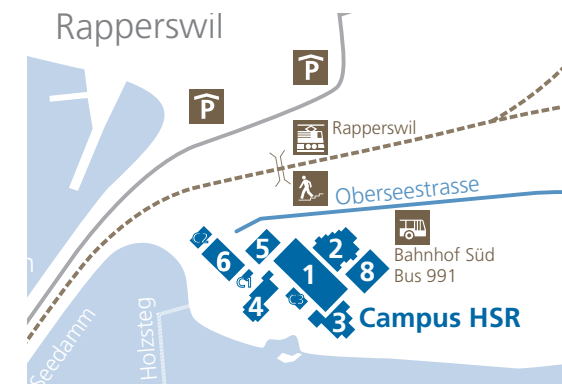 Rapperswil
P
P
Rapperswil
Oberseestrasse
Bahnhof Süd
Bus 991
C2
5
2
6
1
8
C1
C3
4
3
Campus HSR
Seedamm
Holzsteg